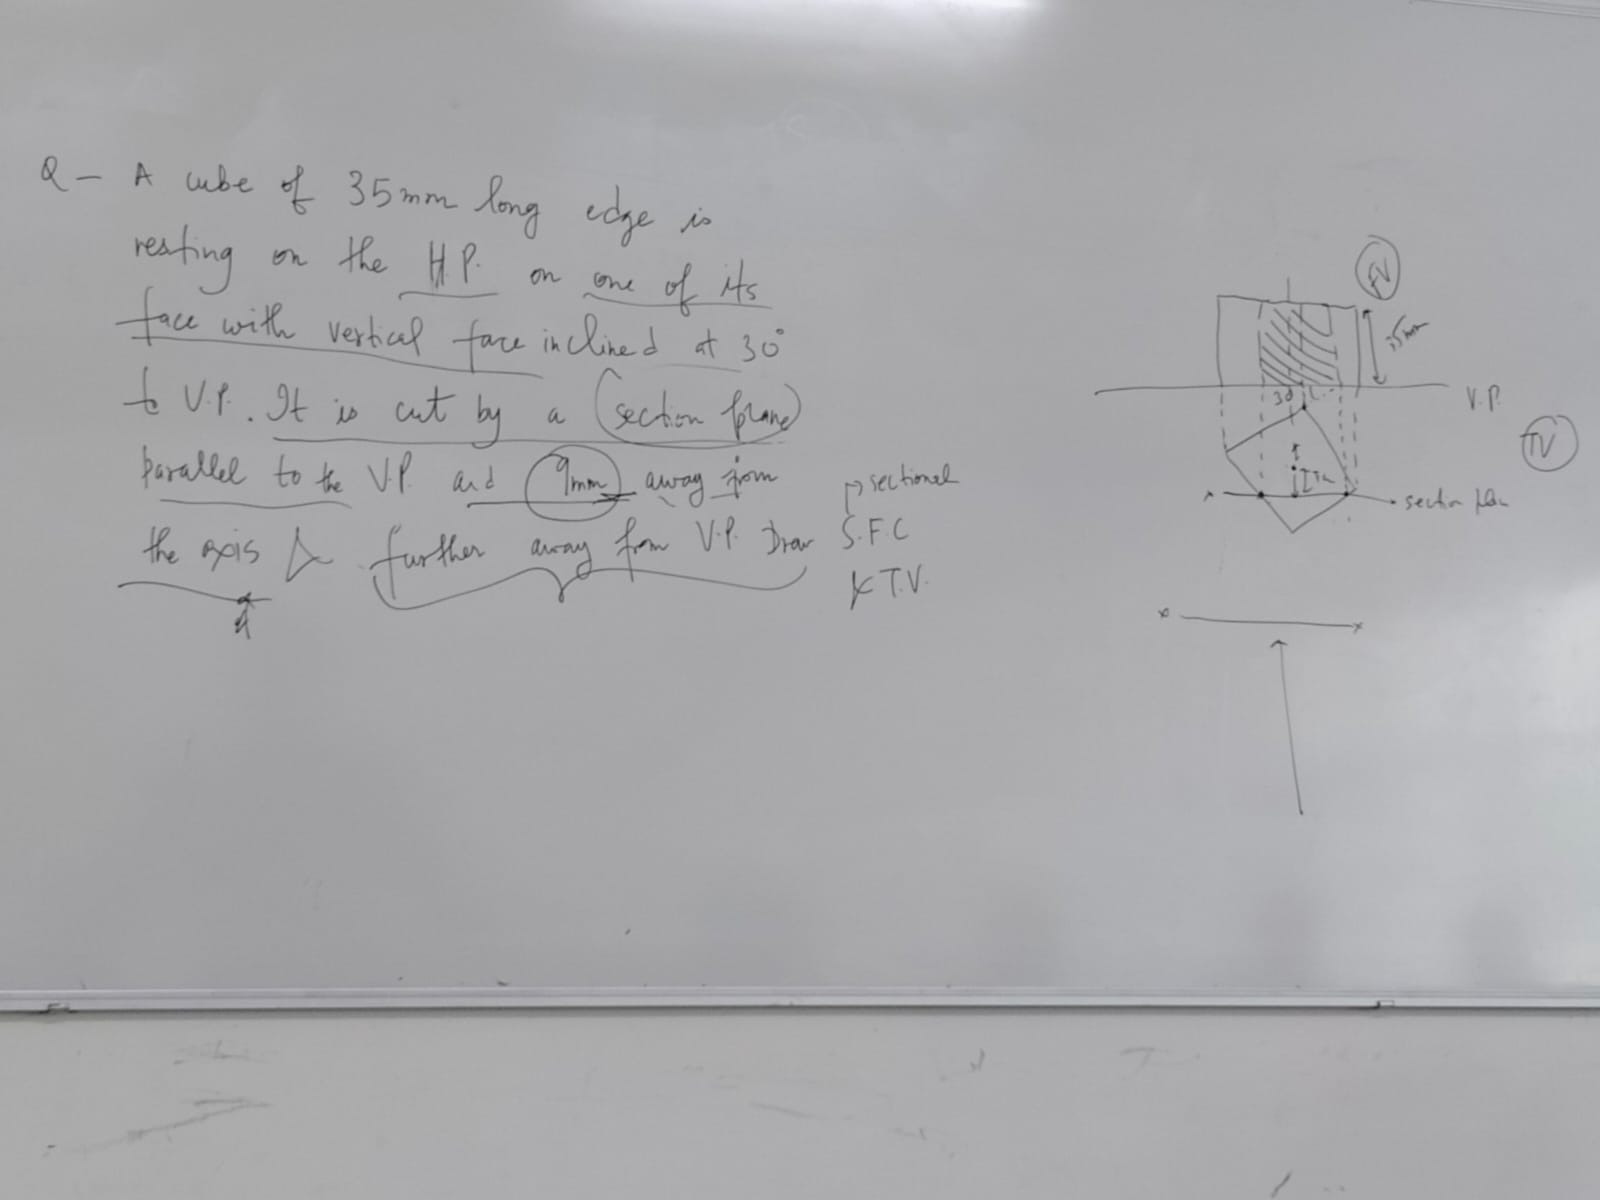 Q - A cube of 35mm long edge is
resting on the H.P. on one of its
face with vertical face inclined at 30°
to V.P. It is cut by a (section plane)
parallel to the V.P. and 9mm away from
the axis further away from V.P. Draw S.F.C
sectional
& T.V.
FV
35mm
30
V.P.
TV
section plan